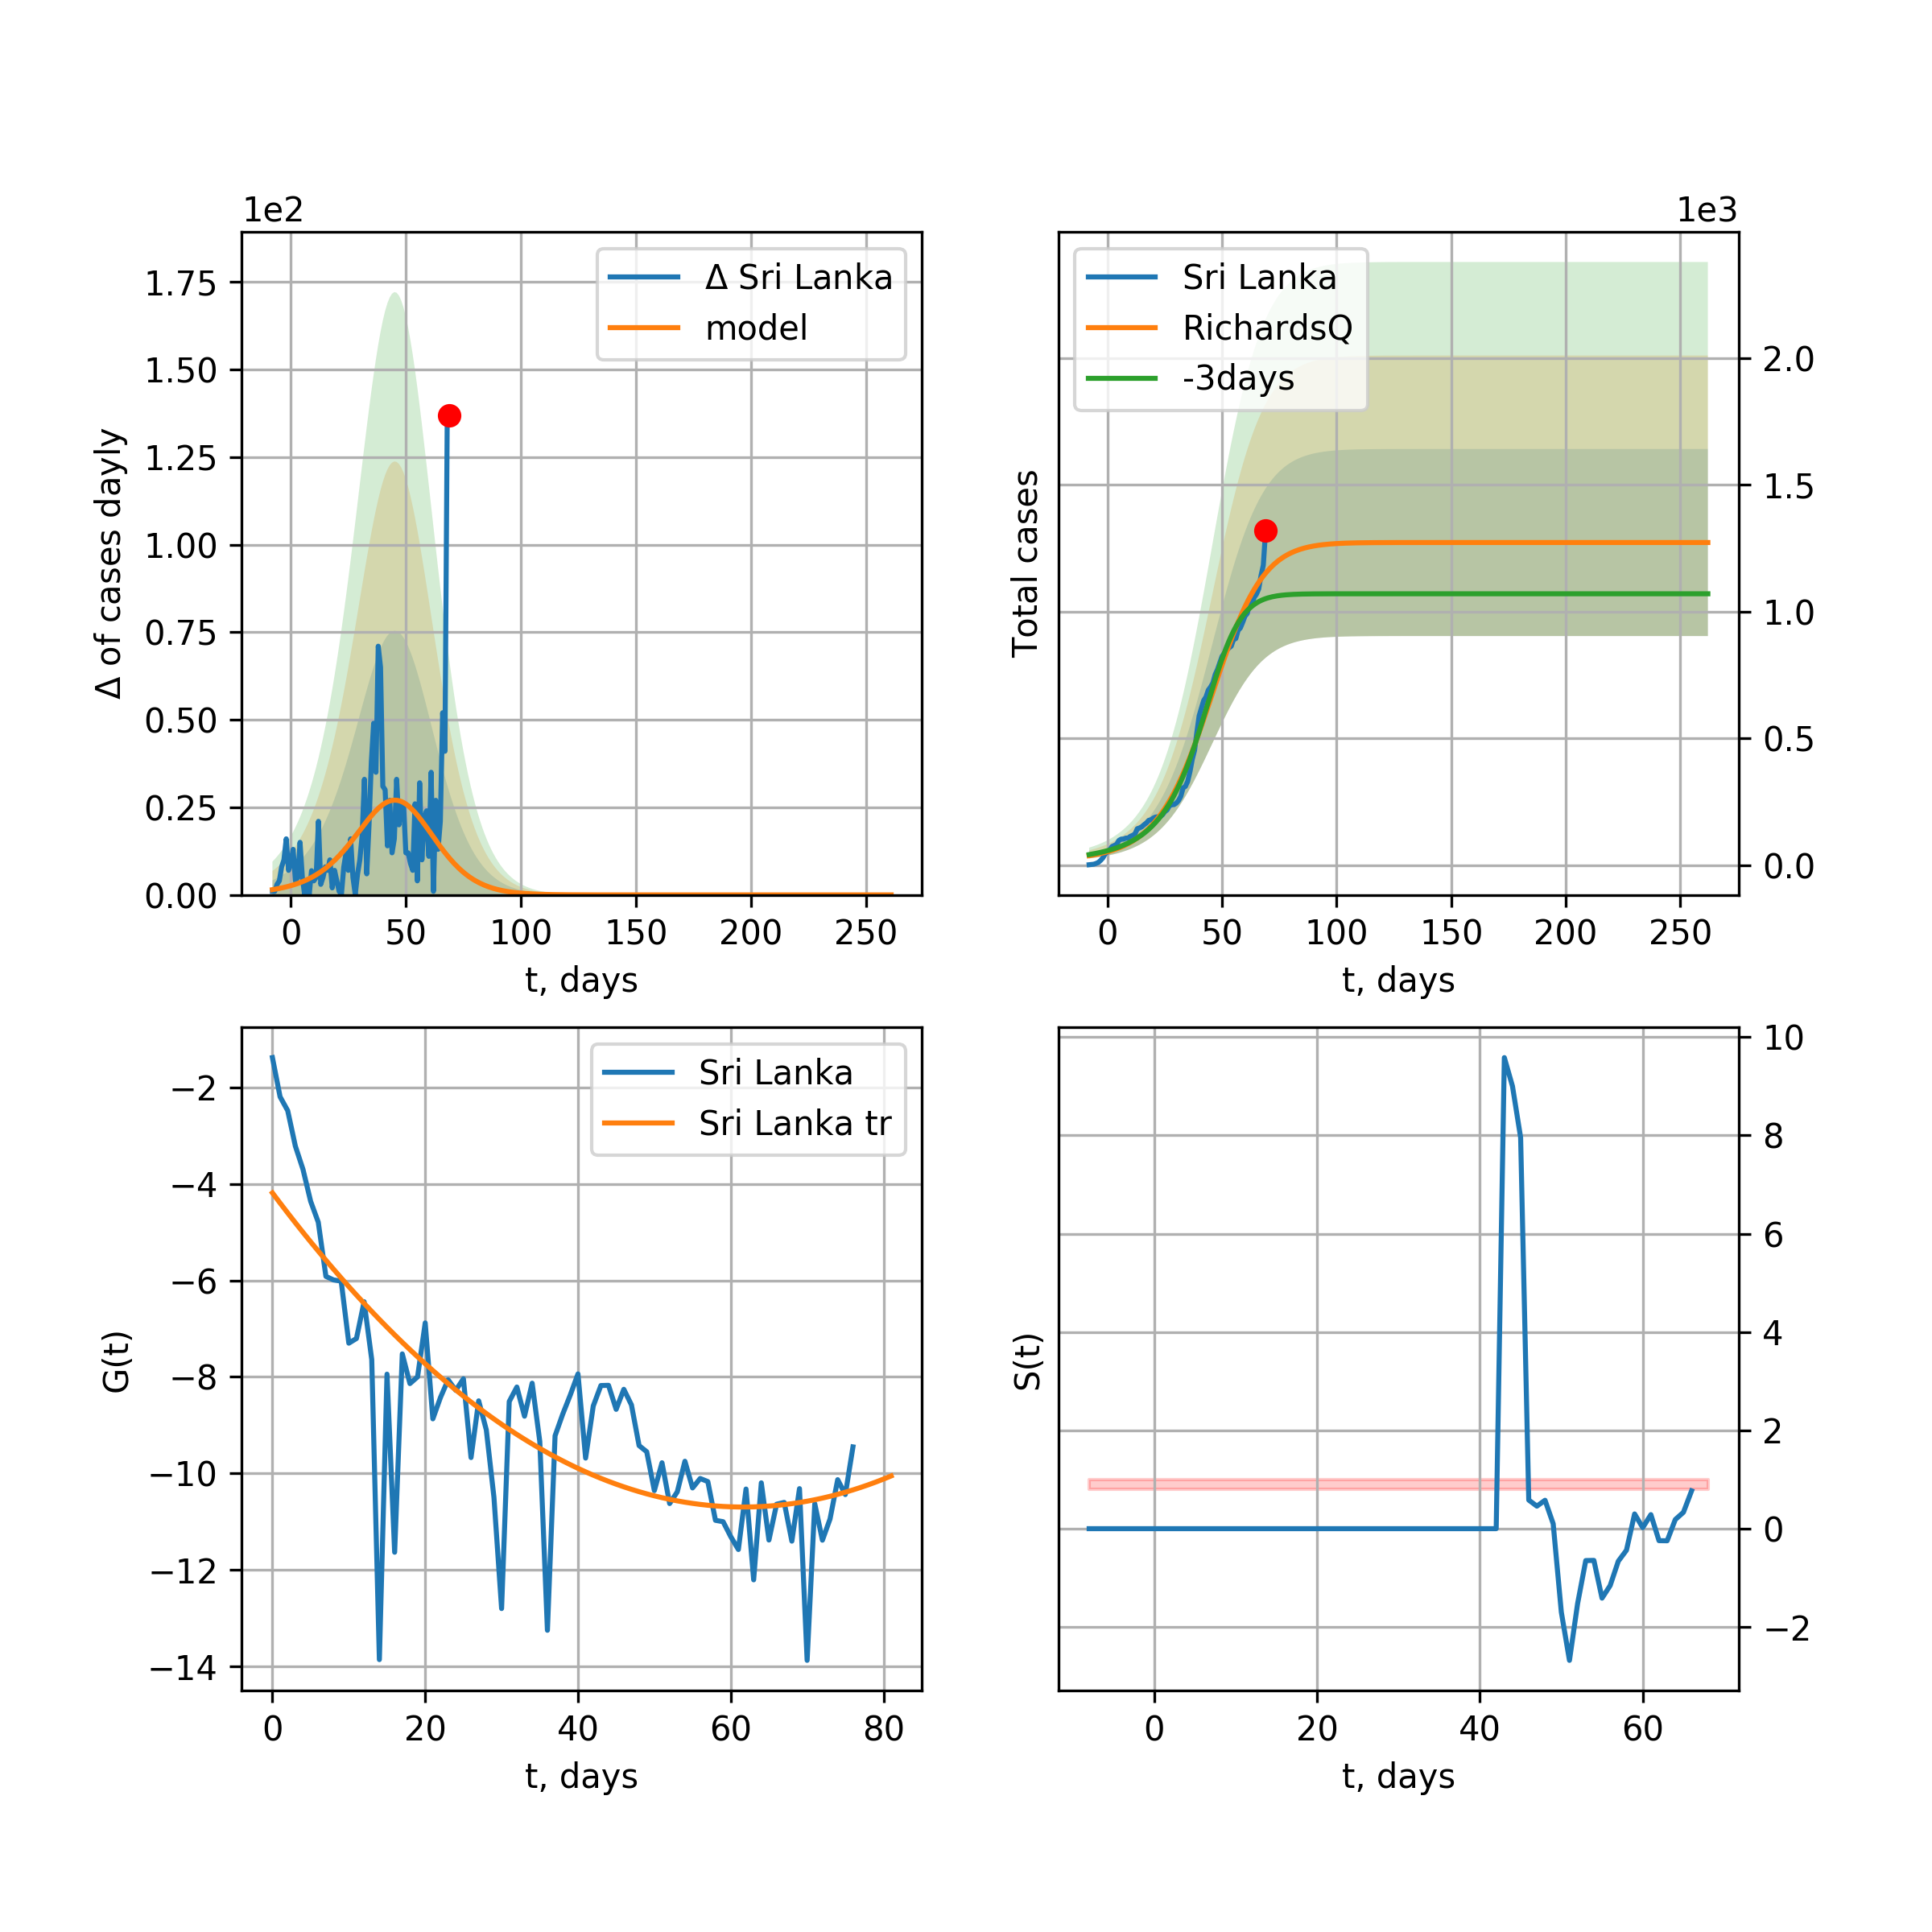 1e2
Δ of cases dayly
1.75
1.50
1.25
1.00
0.75
0.50
0.25
0.00
Δ Sri Lanka
model
0 50 100 150 200 250
t, days
1e3
Total cases
Sri Lanka
RichardsQ
-3days
2.0
1.5
1.0
0.5
0.0
0 50 100 150 200 250
t, days
G(t)
−2
−4
−6
−8
−10
−12
−14
Sri Lanka
Sri Lanka tr
0 20 40 60 80
t, days
S(t)
10
8
6
4
2
0
−2
0 20 40 60
t, days